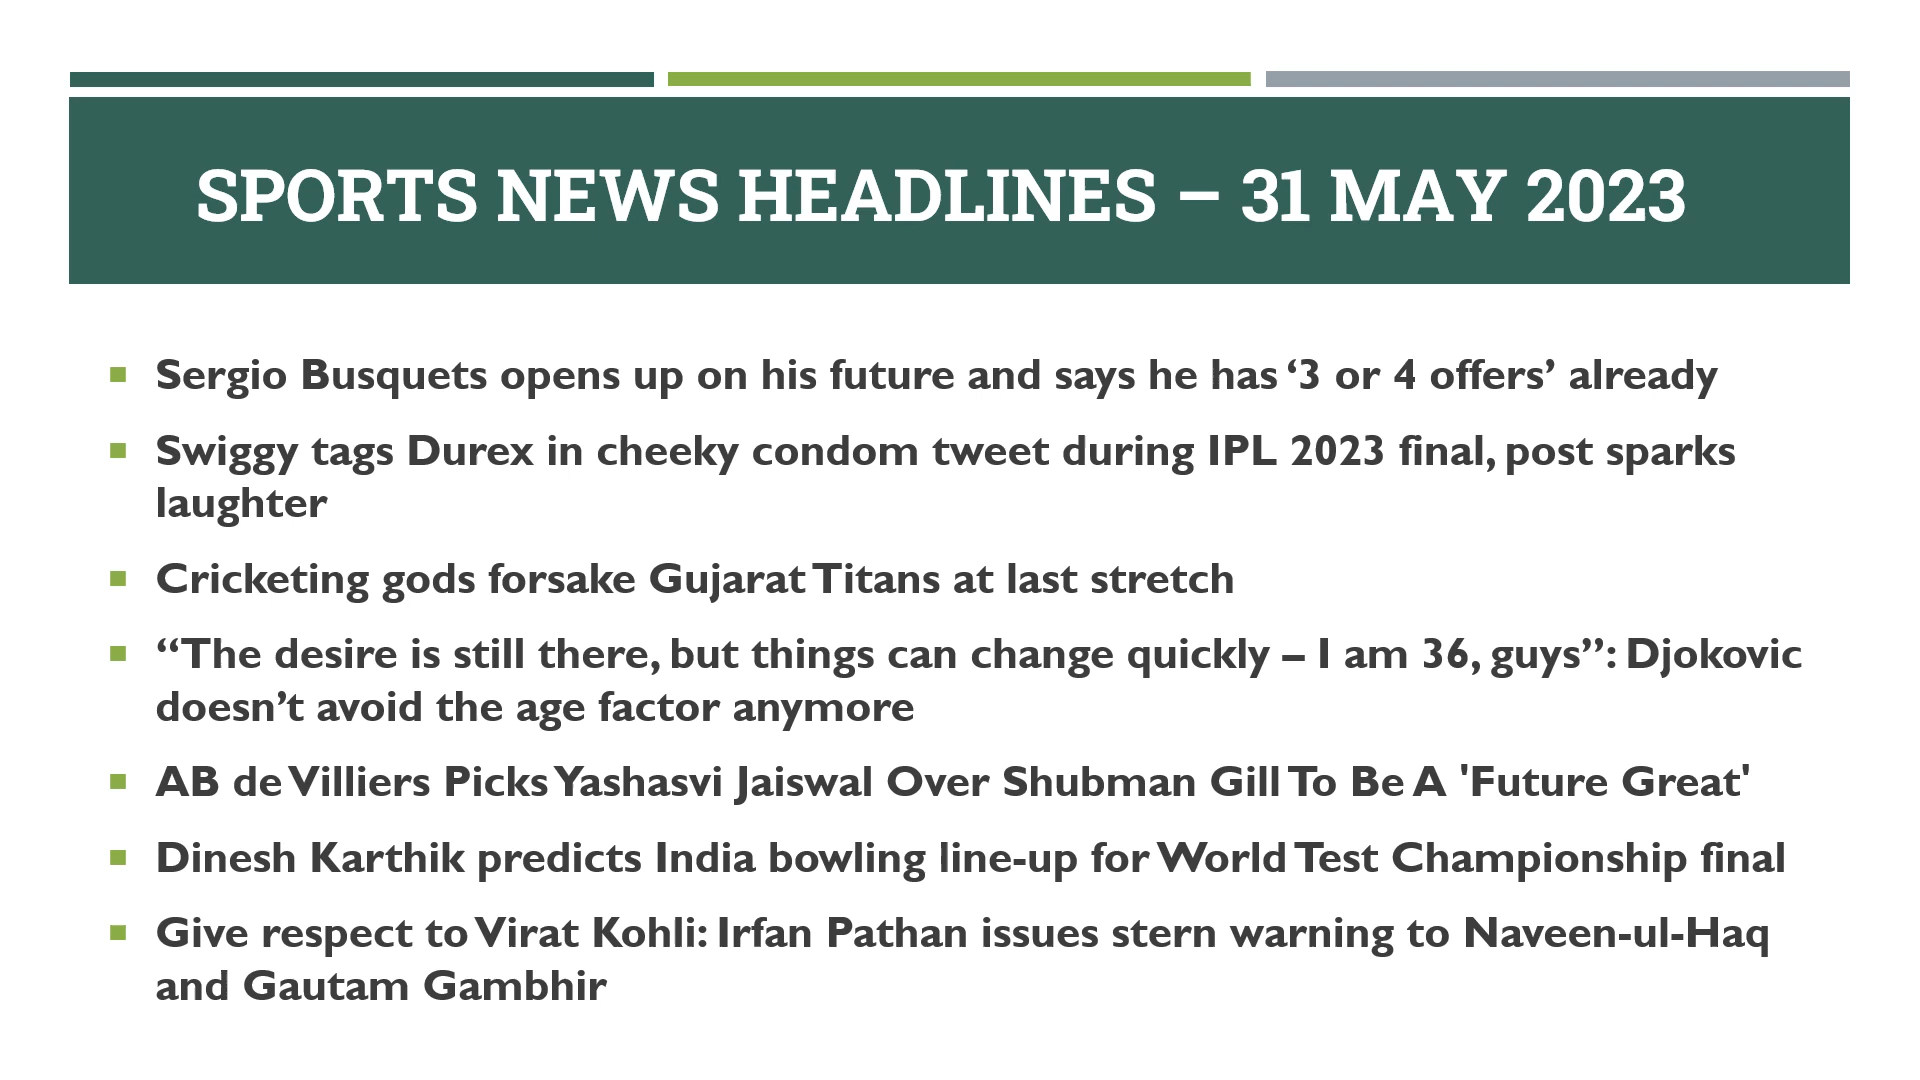 SPORTS NEWS HEADLINES – 31 MAY 2023
Sergio Busquets opens up on his future and says he has ‘3 or 4 offers’ already
Swiggy tags Durex in cheeky condom tweet during IPL 2023 final, post sparks
laughter
Cricketing gods forsake Gujarat Titans at last stretch
“The desire is still there, but things can change quickly – I am 36, guys”: Djokovic
doesn’t avoid the age factor anymore
AB de Villiers Picks Yashasvi Jaiswal Over Shubman Gill To Be A 'Future Great'
Dinesh Karthik predicts India bowling line-up for World Test Championship final
Give respect to Virat Kohli: Irfan Pathan issues stern warning to Naveen-ul-Haq
and Gautam Gambhir